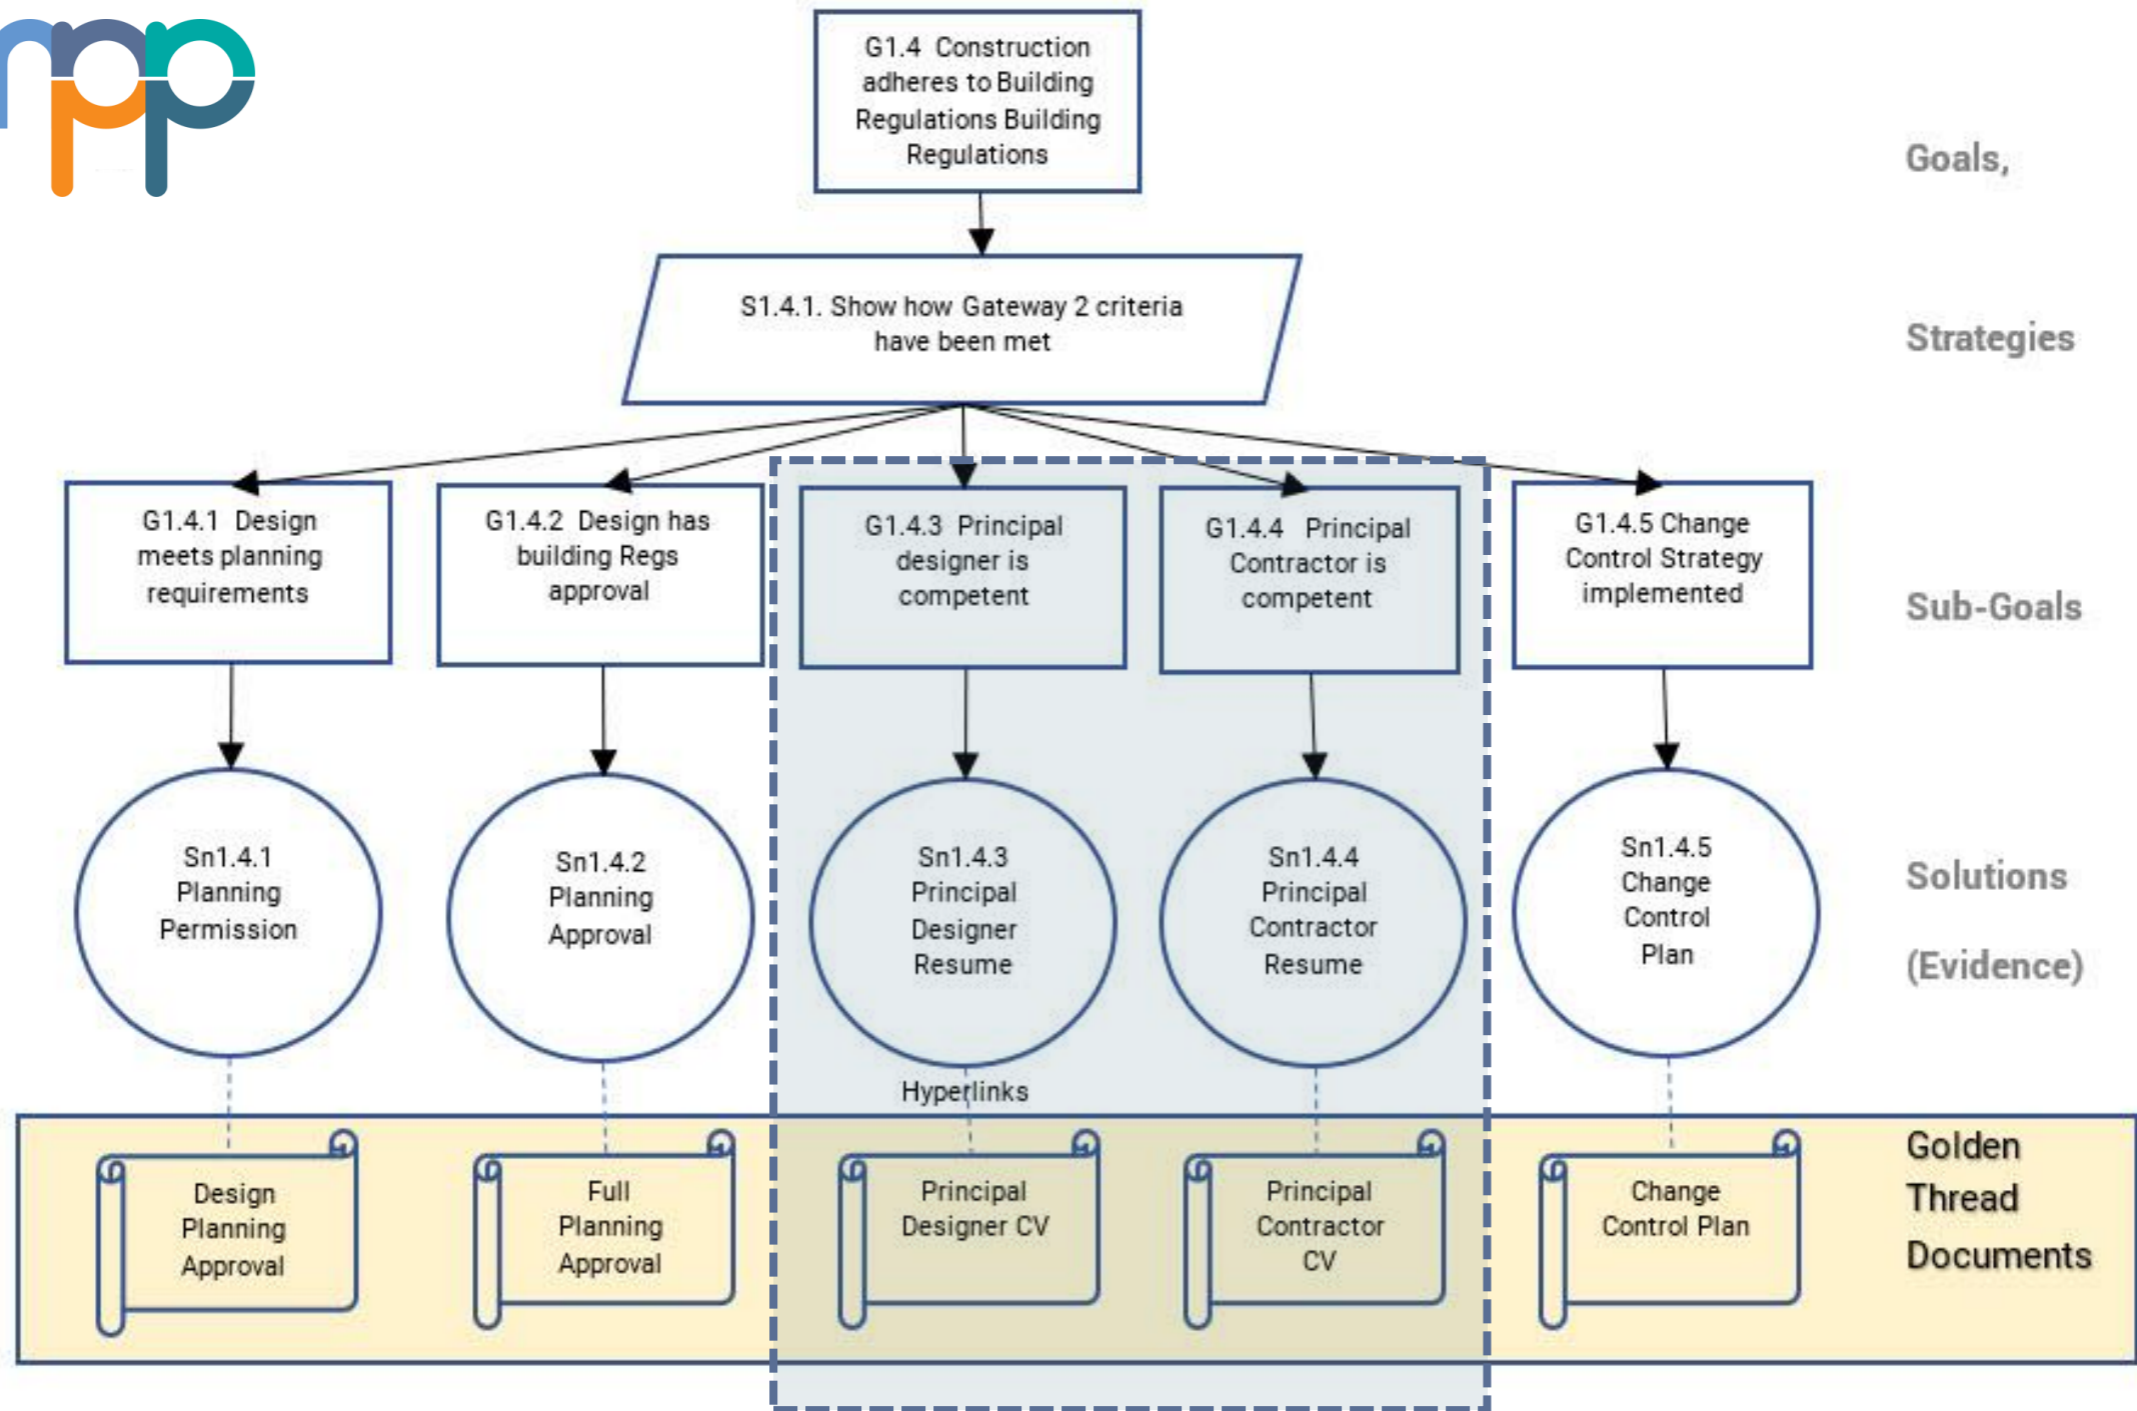 mpp
G1.4 Construction
adheres to Building
Regulations Building
Regulations
Goals,
S1.4.1. Show how Gateway 2 criteria
have been met
Strategies
G1.4.1 Design
meets planning
requirements
G1.4.2 Design has
building Regs
approval
G1.4.3 Principal
designer is
competent
G1.4.4 Principal
Contractor is
competent
G1.4.5 Change
Control Strategy
implemented
Sub-Goals
Sn1.4.1
Planning
Permission
Sn1.4.2
Planning
Approval
Sn1.4.3
Principal
Designer
Resume
Sn1.4.4
Principal
Contractor
Resume
Sn1.4.5
Change
Control
Plan
Solutions
(Evidence)
Hyperlinks
Design
Planning
Approval
Full
Planning
Approval
Principal
Designer CV
Principal
Contractor
CV
Change
Control Plan
Golden
Thread
Documents